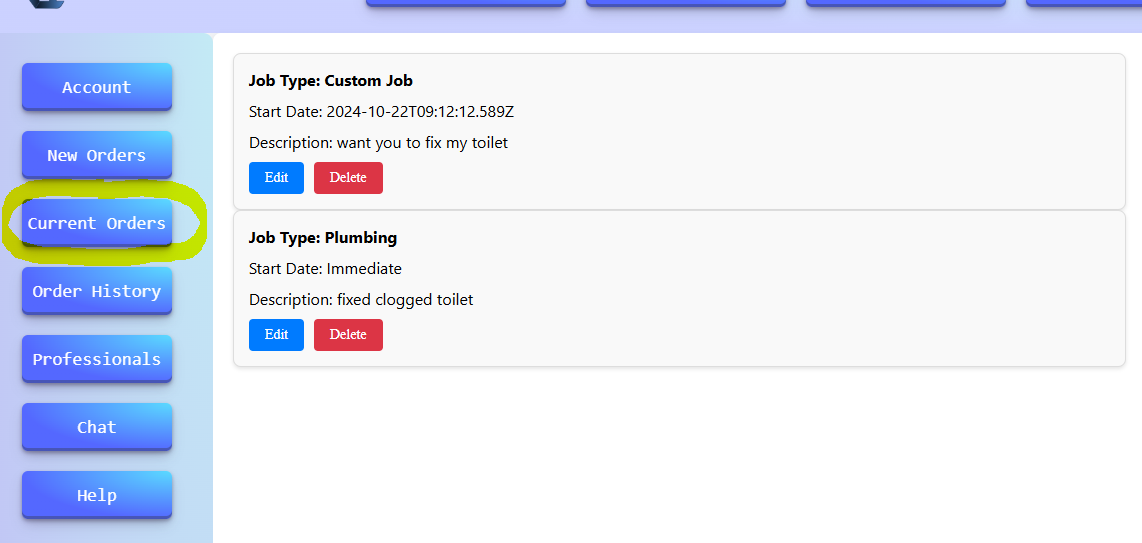 Account
New Orders
Current Orders
Order History
Professionals
Chat
Help
Job Type: Custom Job
Start Date: 2024-10-22T09:12:12.589Z
Description: want you to fix my toilet
Edit Delete
Job Type: Plumbing
Start Date: Immediate
Description: fixed clogged toilet
Edit Delete